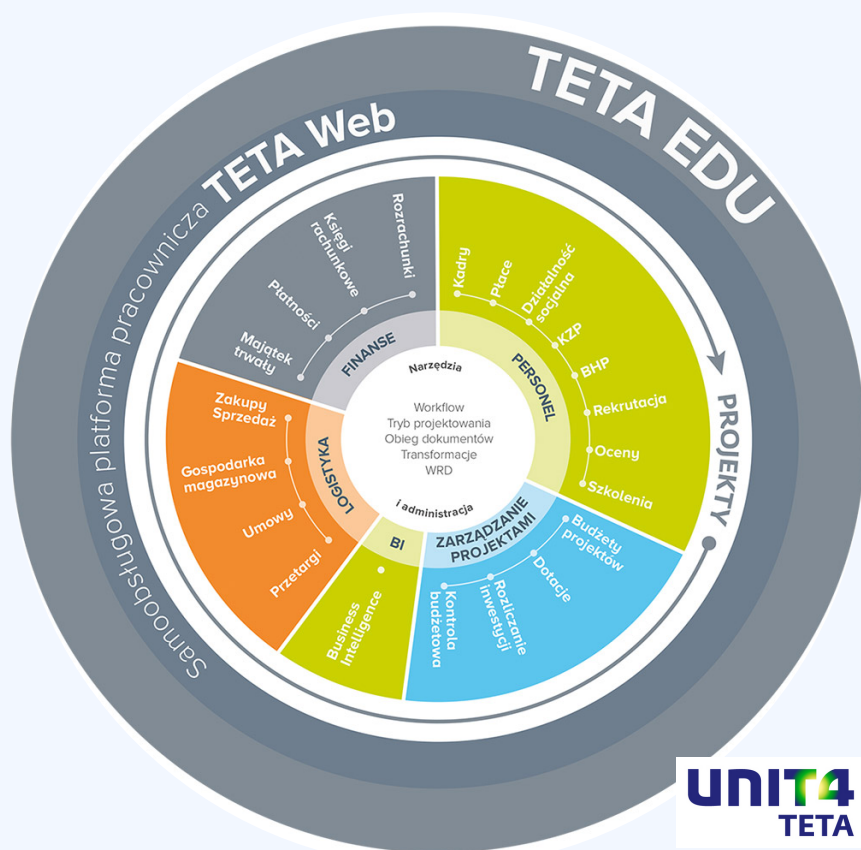 TETA EDU
Samoobsługowa platforma pracownicza TETA Web
PROJEKTY
FINANSE
Majątek
trwały
Płatności
Księgi
rachunkowe
Rozrachunki
PERSONEL
Kadry
Płace
Działalność
socjalna
KZP
BHP
Rekrutacja
Oceny
Szkolenia
ZARZĄDZANIE
PROJEKTAMI
Budżety
projektów
Dotacje
Rozliczanie
inwestycji
Kontrola
budżetowa
BI
Business
Intelligence
LOGISTYKA
Zakupy
Sprzedaż
Gospodarka
magazynowa
Umowy
Przetargi
Narzędzia
Workflow
Tryb projektowania
Obieg dokumentów
Transformacje
WRD
i administracja
UNIT4
TETA